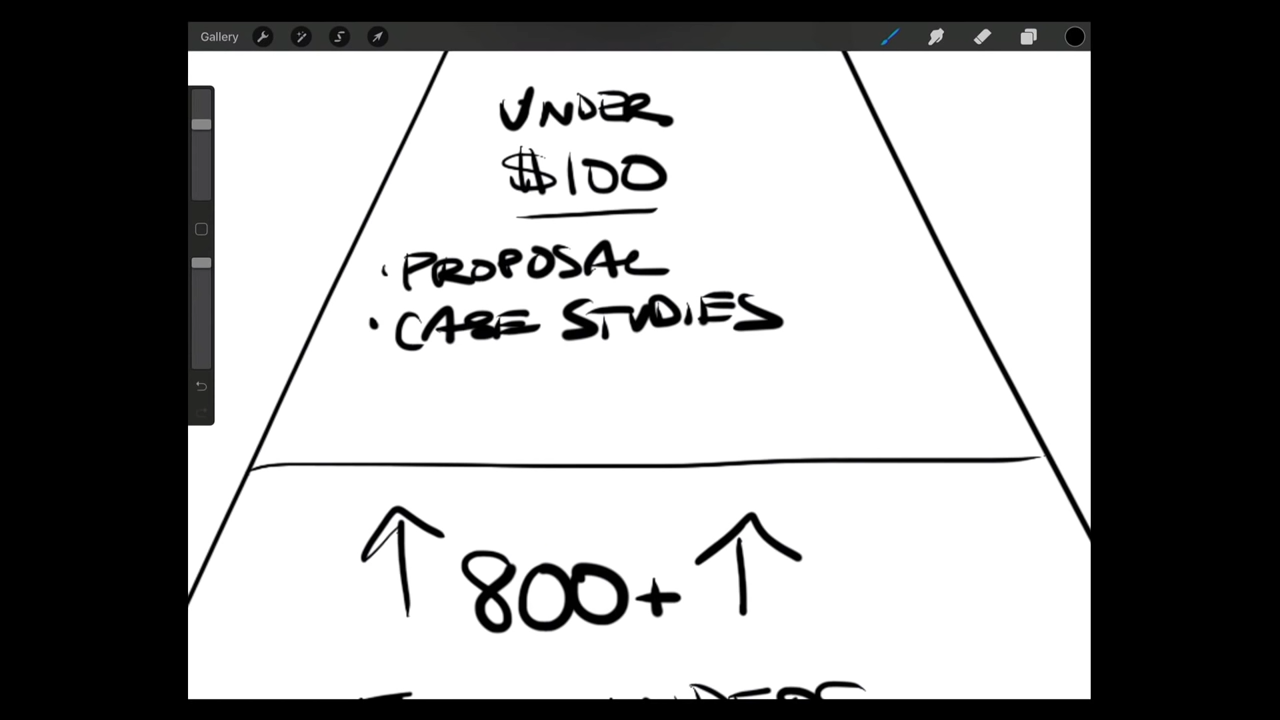 Gallery
UNDER
$100
• PROPOSAL
• CASE STUDIES
↑ 800+ ↑